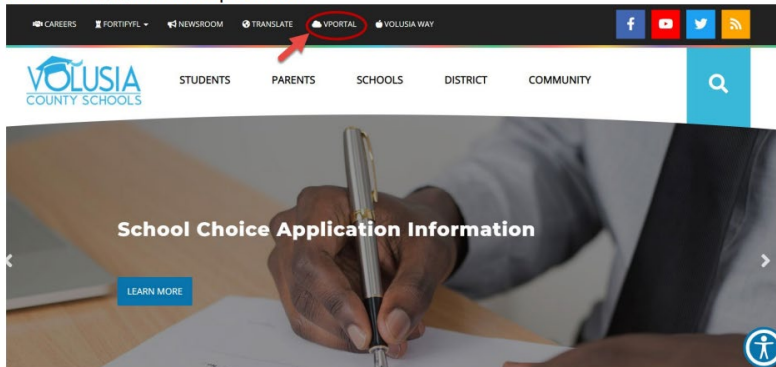 CAREERS FORTIFYFL NEWSROOM TRANSLATE VPORTAL VOLUSIA WAY
VOLUSIA
COUNTY SCHOOLS
STUDENTS PARENTS SCHOOLS DISTRICT COMMUNITY
School Choice Application Information
LEARN MORE